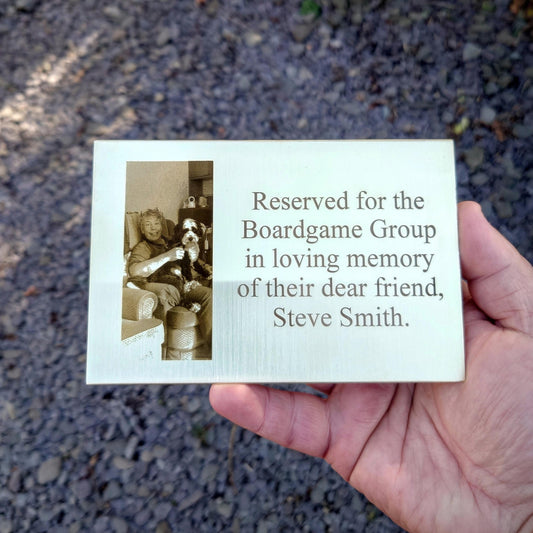 Reserved for the
Boardgame Group
in loving memory
of their dear friend,
Steve Smith.